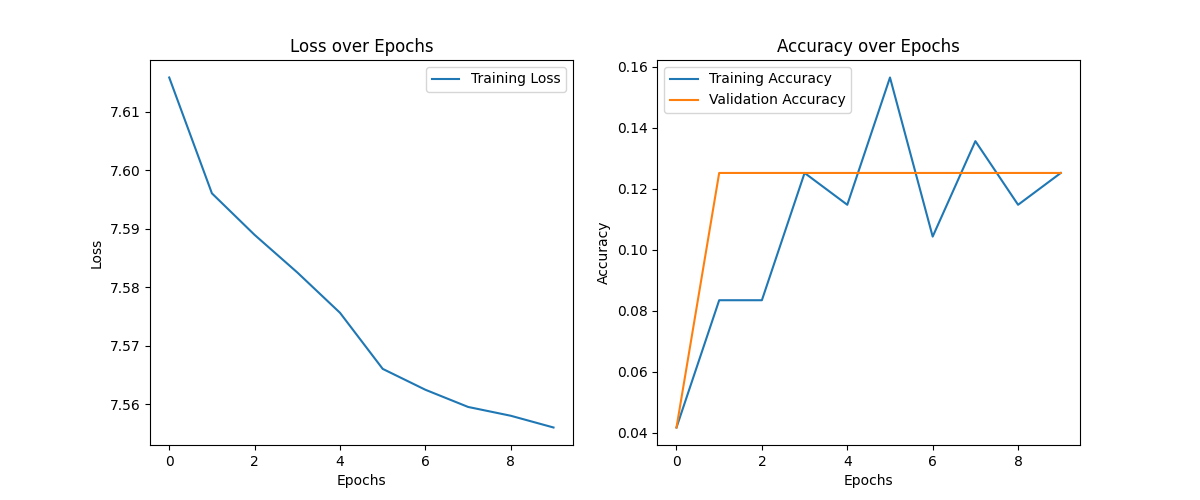 Loss over Epochs
Training Loss
7.61
7.60
7.59
7.58
7.57
7.56
Loss
0 2 4 6 8
Epochs
Accuracy over Epochs
Training Accuracy
Validation Accuracy
0.16
0.14
0.12
0.10
0.08
0.06
0.04
Accuracy
0 2 4 6 8
Epochs